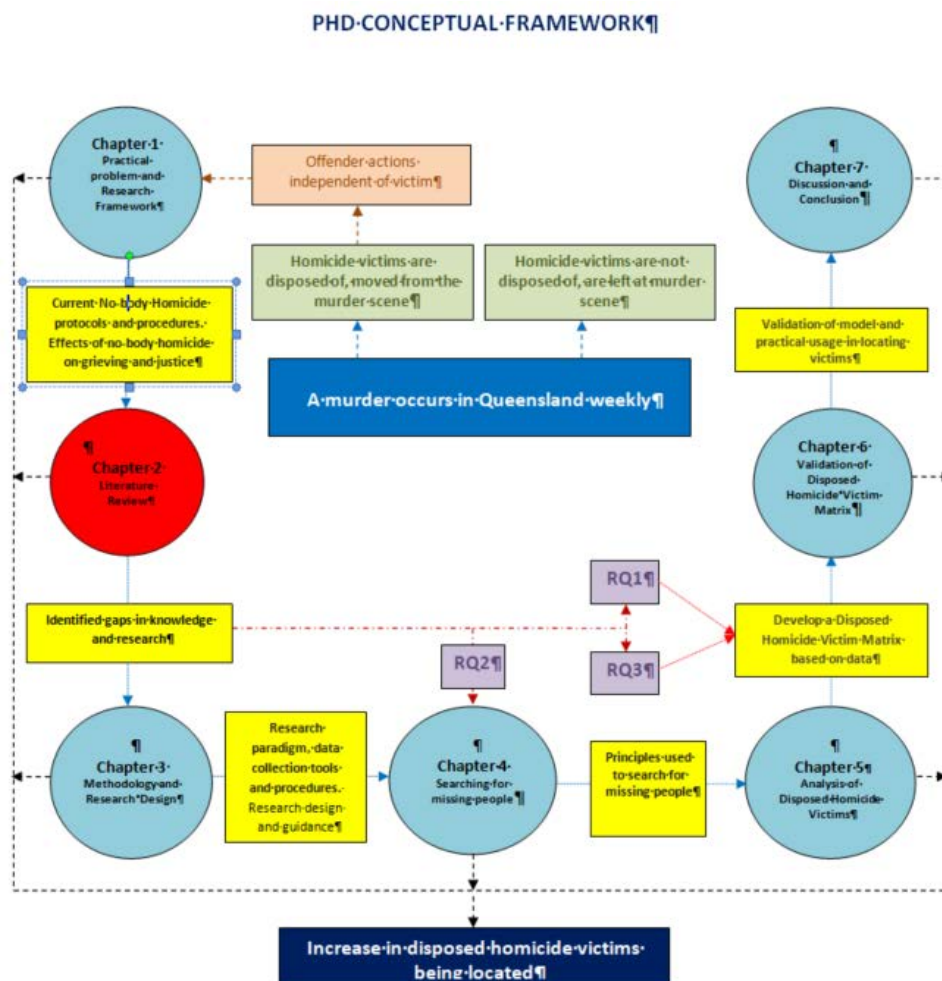 PHD·CONCEPTUAL·FRAMEWORK¶
Chapter·1·
Practical·
problem·and·
Research·
Framework¶
Offender actions·
independent of·victim¶
¶
Chapter·7·
Discussion·and·
Conclusion·¶
Homicide·victims·are·
disposed·of,·moved·from·the·
murder·scene¶
Homicide·victims·are·not·
disposed·of,·are·left·at·murder·
scene¶
Current·No-body·Homicide·
protocols·and·procedures.·
Effects·of·no·body·homicide·
on·grieving·and·justice¶
Validation·of·model·and·
practical·usage·in·locating·
victims¶
A·murder·occurs·in·Queensland·weekly¶
¶
Chapter·2·
Literature·
Review¶
Chapter·6·
Validation·of·
Disposed·
Homicide°Victim·
Matrix¶
Identified·gaps·in·knowledge·
and·research¶
RQ1¶
RQ2¶
RQ3¶
Develop·a·Disposed·
Homicide·Victim·Matrix·
based·on·data¶
¶
Chapter·3·
Methodology·and·
Research°Design¶
Research·
paradigm,·data·
collection·tools·
and·procedures.·
Research·design·
and·guidance¶
¶
Chapter·4·
Searching·for·
missing·people·¶
Principles·used·
to·search·for·
missing·people¶
Chapter·5¶
Analysis·of·
Disposed·Homicide·
Victims¶
Increase·in·disposed·homicide·victims·
being·located¶